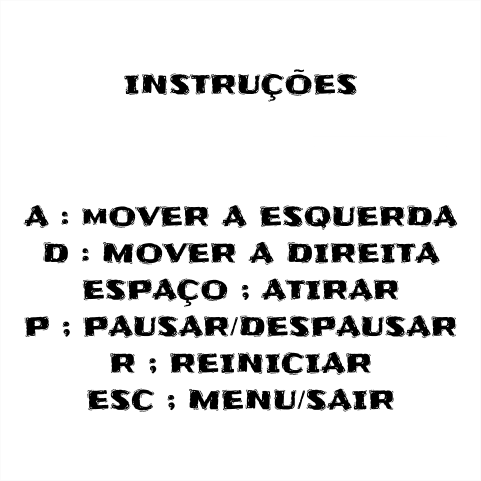 INSTRUÇÕES
A : MOVER A ESQUERDA
D : MOVER A DIREITA
ESPAÇO ; ATIRAR
P ; PAUSAR/DESPAUSAR
R ; REINICIAR
ESC ; MENU/SAIR